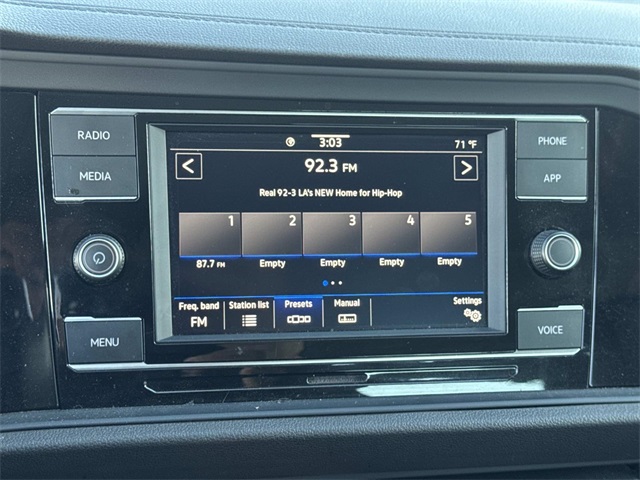 RADIO
MEDIA
MENU
3:03
71 °F
< 92.3 FM >
Real 92-3 LA's NEW Home for Hip-Hop
1 2 3 4 5
87.7 FM Empty Empty Empty Empty
Freq. band Station list Presets Manual Settings
FM
PHONE
APP
VOICE